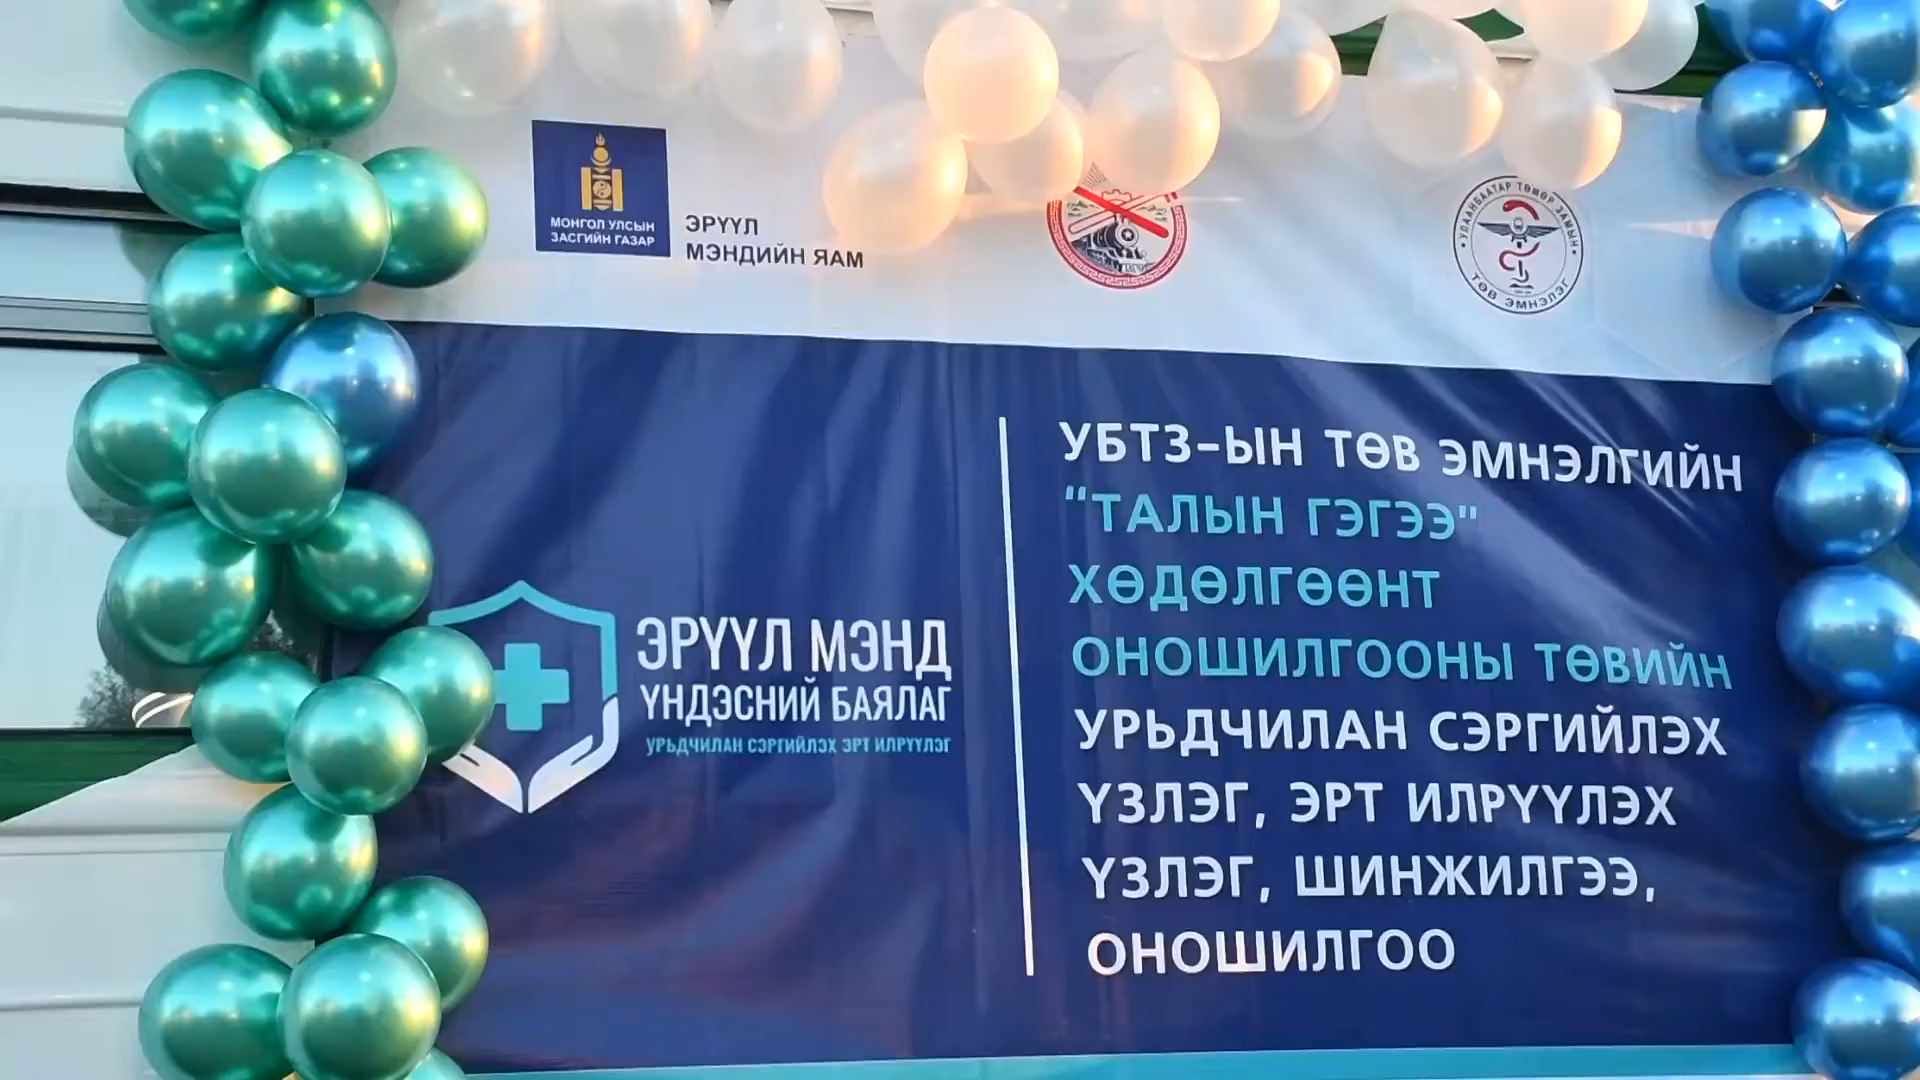 МОНГОЛ УЛСЫН
ЗАСГИЙН ГАЗАР
ЭРҮҮЛ
МЭНДИЙН ЯАМ
УЛААНБААТАР ТӨМӨР ЗАМЫН
ТӨВ ЭМНЭЛЭГ
ЭРҮҮЛ МЭНД
ҮНДЭСНИЙ БАЯЛАГ
УРЬДЧИЛАН СЭРГИЙЛЭХ ЭРТ ИЛРҮҮЛЭГ
УБТЗ-ЫН ТӨВ ЭМНЭЛГИЙН
"ТАЛЫН ГЭГЭЭ"
ХӨДӨЛГӨӨНТ
ОНОШИЛГООНЫ ТӨВИЙН
УРЬДЧИЛАН СЭРГИЙЛЭХ
ҮЗЛЭГ, ЭРТ ИЛРҮҮЛЭХ
ҮЗЛЭГ, ШИНЖИЛГЭЭ,
ОНОШИЛГОО